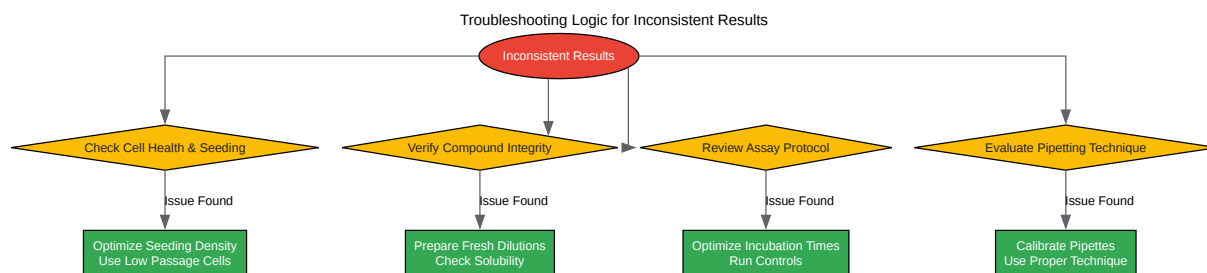 Troubleshooting Logic for Inconsistent Results
Inconsistent Results
Check Cell Health & Seeding
Verify Compound Integrity
Review Assay Protocol
Evaluate Pipetting Technique
Issue Found
Issue Found
Issue Found
Issue Found
Optimize Seeding Density
Use Low Passage Cells
Prepare Fresh Dilutions
Check Solubility
Optimize Incubation Times
Run Controls
Calibrate Pipettes
Use Proper Technique